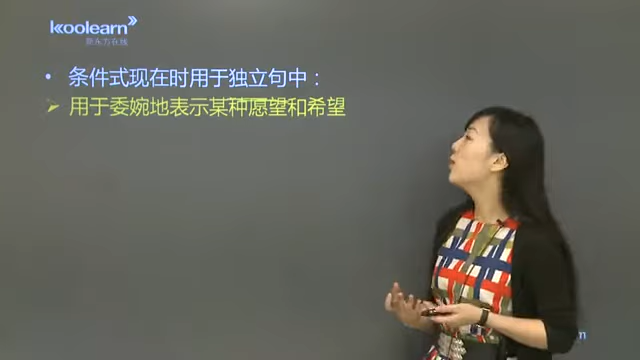 koolearn
新东方在线
• 条件式现在时用于独立句中：
➢ 用于委婉地表示某种愿望和希望
m